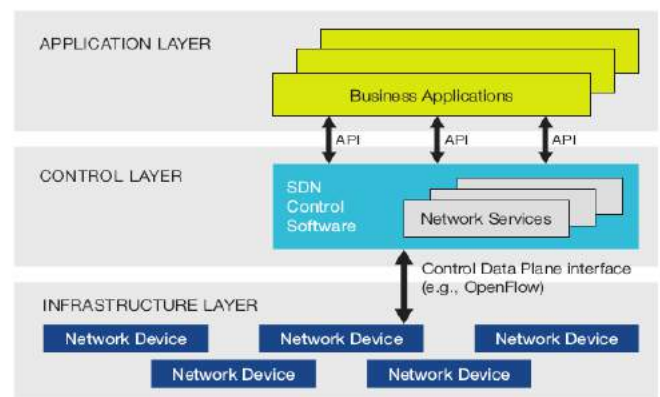 APPLICATION LAYER
Business Applications
API API API
CONTROL LAYER
SDN
Control
Software
Network Services
Control Data Plane interface
(e.g., OpenFlow)
INFRASTRUCTURE LAYER
Network Device Network Device Network Device
Network Device Network Device